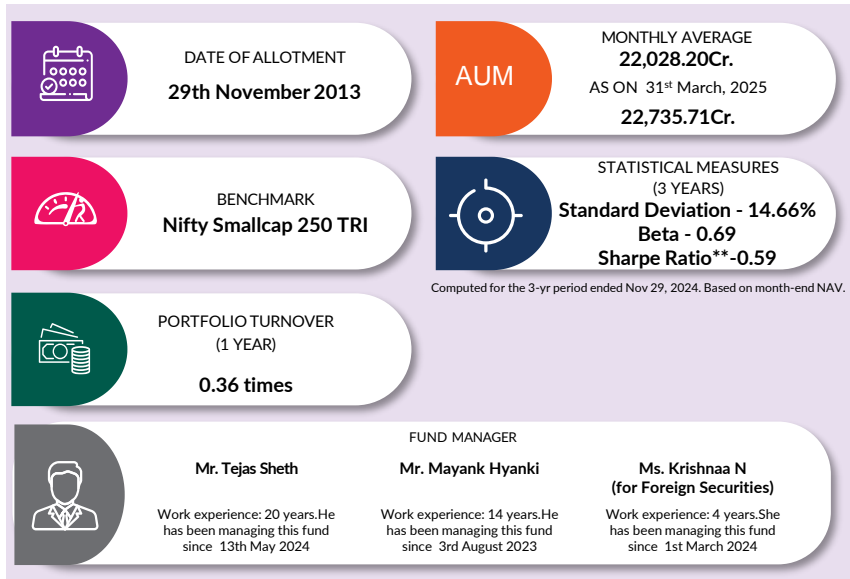 DATE OF ALLOTMENT
29th November 2013
AUM
MONTHLY AVERAGE
22,028.20Cr.
AS ON 31st March, 2025
22,735.71Cr.
BENCHMARK
Nifty Smallcap 250 TRI
STATISTICAL MEASURES
(3 YEARS)
Standard Deviation - 14.66%
Beta - 0.69
Sharpe Ratio**-0.59
Computed for the 3-yr period ended Nov 29, 2024. Based on month-end NAV.
PORTFOLIO TURNOVER
(1 YEAR)
0.36 times
FUND MANAGER
Mr. Tejas Sheth
Work experience: 20 years.He
has been managing this fund
since 13th May 2024
Mr. Mayank Hyanki
Work experience: 14 years.He
has been managing this fund
since 3rd August 2023
Ms. Krishnaa N
(for Foreign Securities)
Work experience: 4 years.She
has been managing this fund
since 1st March 2024